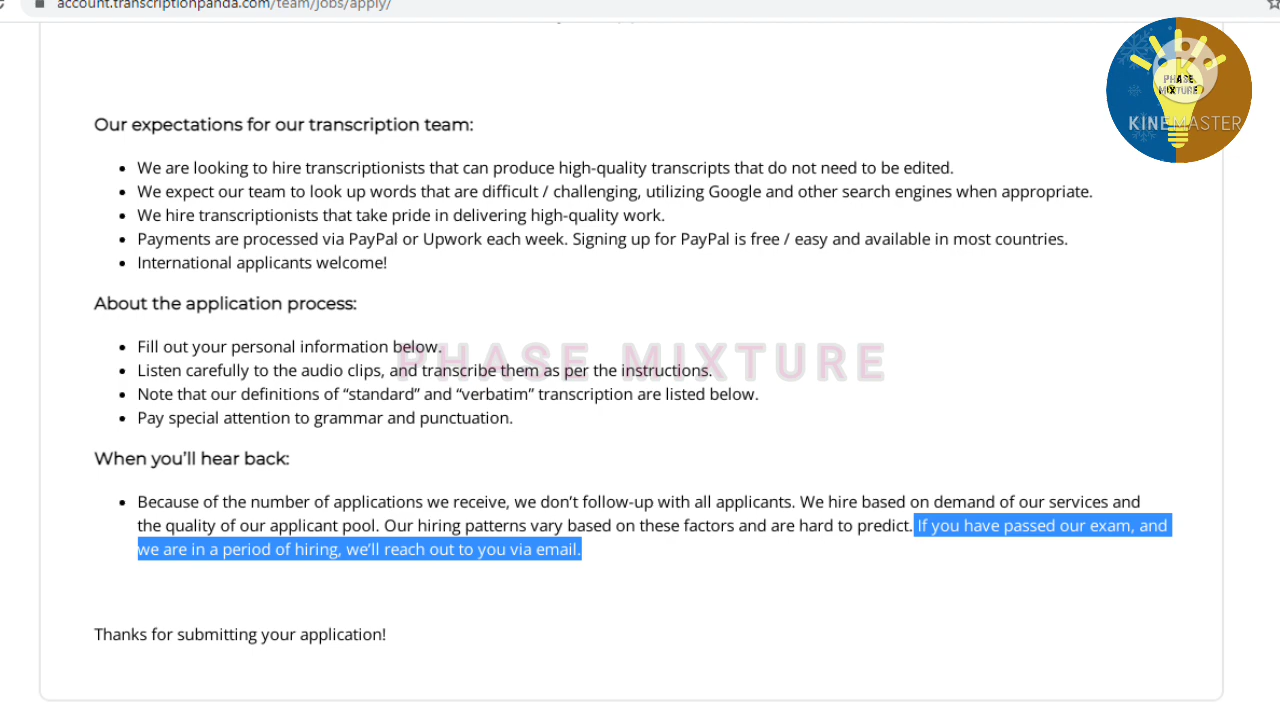 account.transcriptionpanda.com/team/jobs/apply/
PHASE
MIXTURE
KINEMASTER
Our expectations for our transcription team:
We are looking to hire transcriptionists that can produce high-quality transcripts that do not need to be edited.
We expect our team to look up words that are difficult / challenging, utilizing Google and other search engines when appropriate.
We hire transcriptionists that take pride in delivering high-quality work.
Payments are processed via PayPal or Upwork each week. Signing up for PayPal is free / easy and available in most countries.
International applicants welcome!
About the application process:
Fill out your personal information below.
PHASE MIXTURE
Listen carefully to the audio clips, and transcribe them as per the instructions.
Note that our definitions of “standard” and “verbatim” transcription are listed below.
Pay special attention to grammar and punctuation.
When you’ll hear back:
Because of the number of applications we receive, we don’t follow-up with all applicants. We hire based on demand of our services and
the quality of our applicant pool. Our hiring patterns vary based on these factors and are hard to predict. If you have passed our exam, and
we are in a period of hiring, we’ll reach out to you via email.
Thanks for submitting your application!